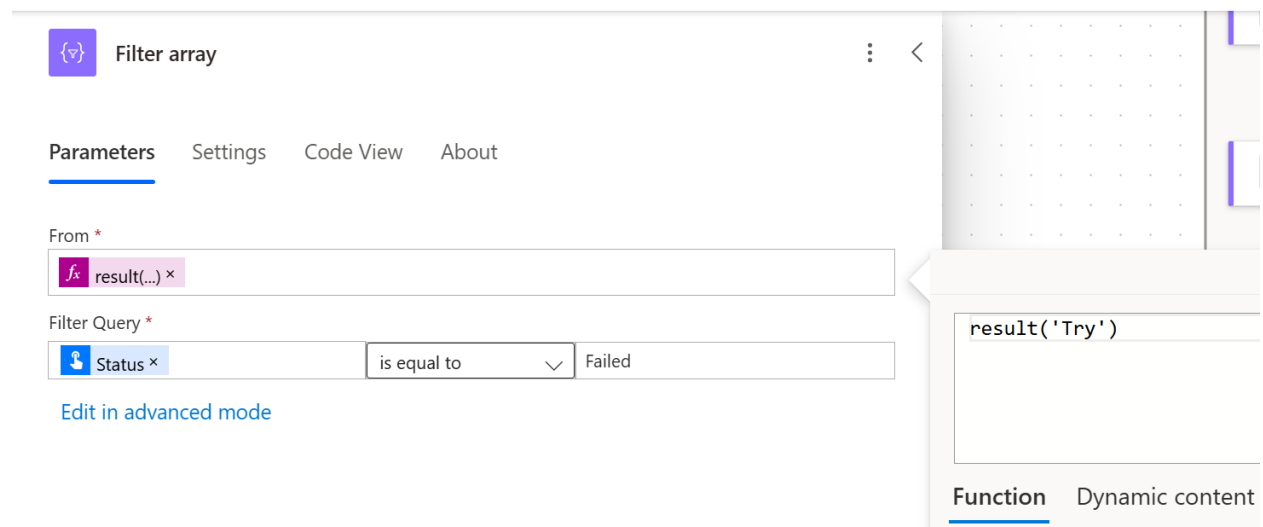 Filter array
Parameters Settings Code View About
From *
fx result(...) ×
Filter Query *
Status × is equal to Failed
Edit in advanced mode
result('Try')
Function Dynamic content